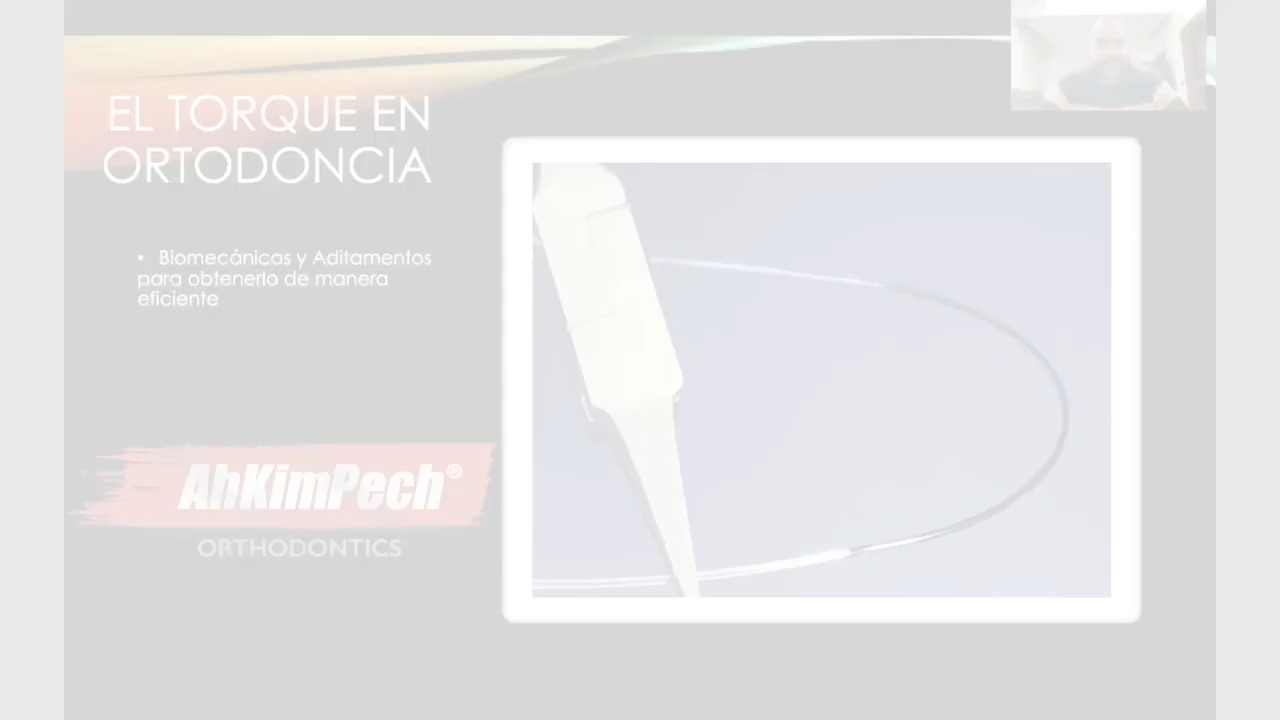 EL TORQUE EN
ORTODONCIA
• Biomecánicas y Aditamentos
para obtenerlo de manera
eficiente
AhKimPech®
ORTHODONTICS